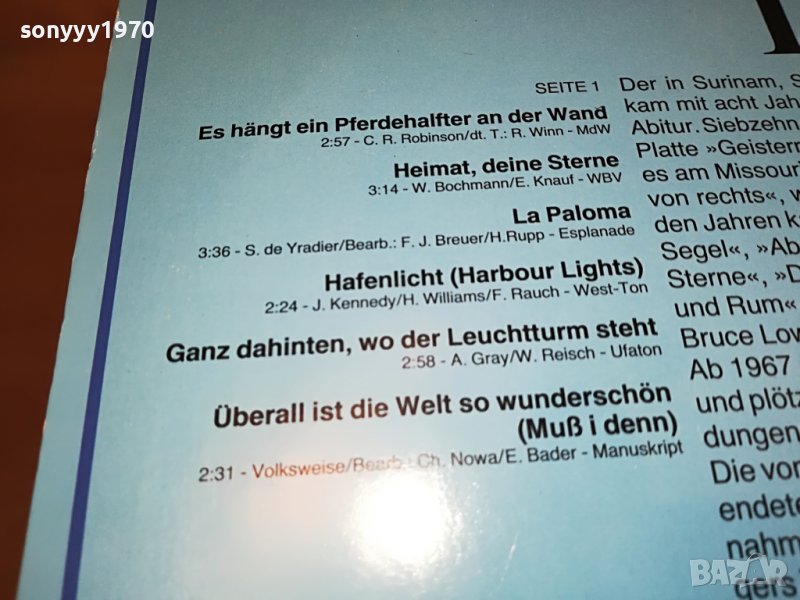 sonyyy1970
SEITE 1
Es hängt ein Pferdehalfter an der Wand
2:57 - C. R. Robinson/dt. T.: R. Winn - MdW
Heimat, deine Sterne
3:14 - W. Bochmann/E. Knauf - WBV
La Paloma
3:36 - S. de Yradier/Bearb.: F. J. Breuer/H.Rupp - Esplanade
Hafenlicht (Harbour Lights)
2:24 - J. Kennedy/H. Williams/F. Rauch - West-Ton
Ganz dahinten, wo der Leuchtturm steht
2:58 - A. Gray/W. Reisch - Ufaton
Überall ist die Welt so wunderschön
(Muß i denn)
2:31 - Volksweise/Bearb.: Ch. Nowa/E. Bader - Manuskript
Der in Surinam, S
kam mit acht Jah
Abitur. Siebzehn
Platte »Geistern
es am Missour
von rechts«, w
den Jahren k
Segel«, »Ab
Sterne«, »D
und Rum«
Bruce Low
Ab 1967
und plötz
dungen
Die vor
endete
nahm
gers
BAZAR